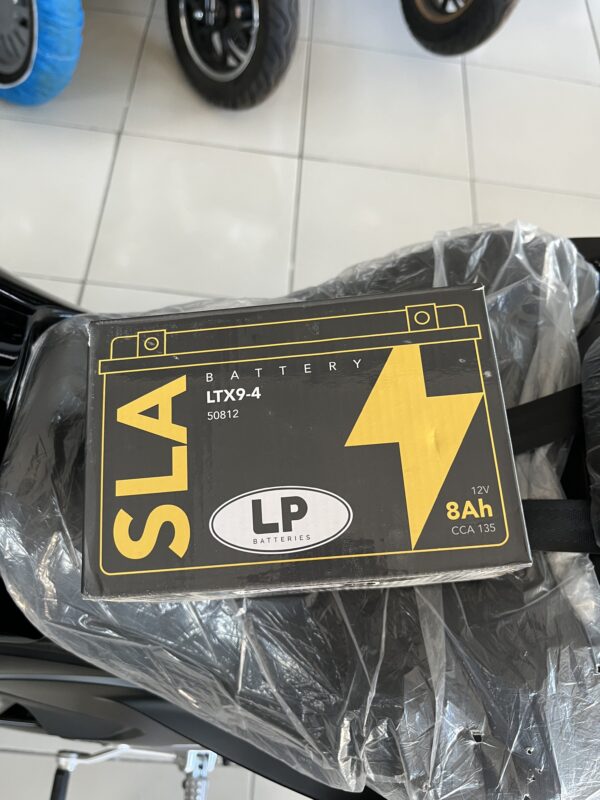 SLA
BATTERY
LTX9-4
50812
LP
BATTERIES
12V
8Ah
CCA 135